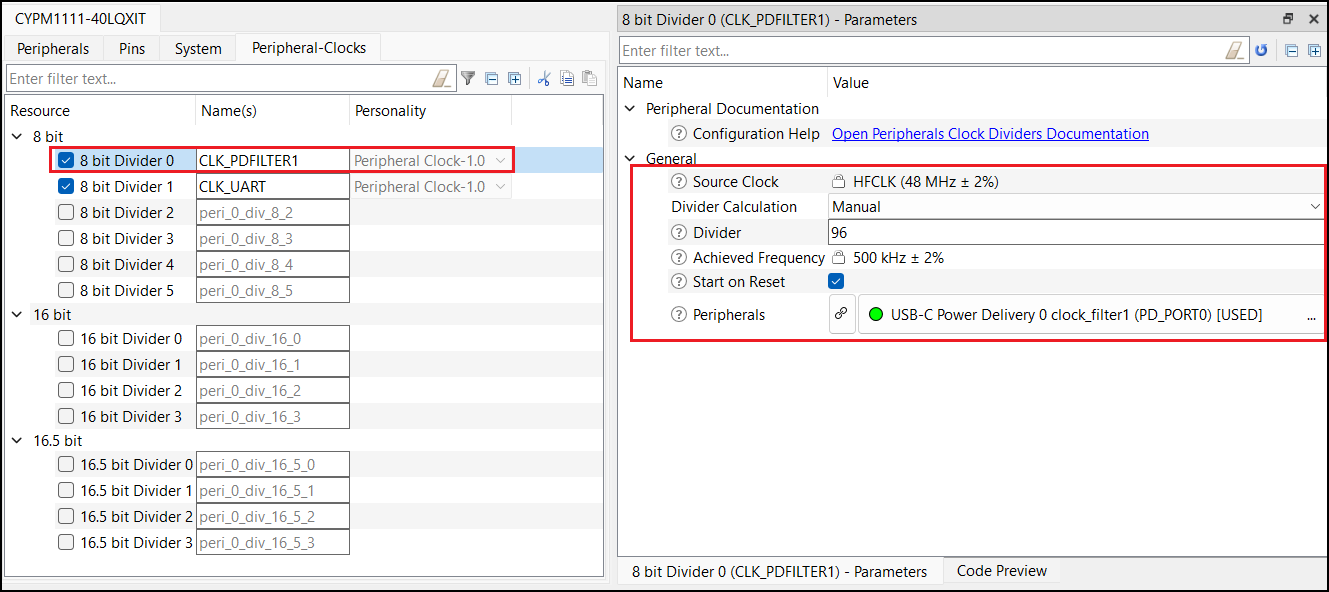 CYPM1111-40LQXIT
Peripherals Pins System Peripheral-Clocks
Enter filter text...
Resource Name(s) Personality
8 bit
8 bit Divider 0 CLK_PDFILTER1 Peripheral Clock-1.0
8 bit Divider 1 CLK_UART Peripheral Clock-1.0
8 bit Divider 2 peri_0_div_8_2
8 bit Divider 3 peri_0_div_8_3
8 bit Divider 4 peri_0_div_8_4
8 bit Divider 5 peri_0_div_8_5
16 bit
16 bit Divider 0 peri_0_div_16_0
16 bit Divider 1 peri_0_div_16_1
16 bit Divider 2 peri_0_div_16_2
16 bit Divider 3 peri_0_div_16_3
16.5 bit
16.5 bit Divider 0 peri_0_div_16_5_0
16.5 bit Divider 1 peri_0_div_16_5_1
16.5 bit Divider 2 peri_0_div_16_5_2
16.5 bit Divider 3 peri_0_div_16_5_3
8 bit Divider 0 (CLK_PDFILTER1) - Parameters
Enter filter text...
Name Value
Peripheral Documentation
? Configuration Help Open Peripherals Clock Dividers Documentation
General
? Source Clock HFCLK (48 MHz ± 2%)
Divider Calculation Manual
? Divider 96
? Achieved Frequency 500 kHz ± 2%
? Start on Reset
? Peripherals USB-C Power Delivery 0 clock_filter1 (PD_PORT0) [USED] ...
8 bit Divider 0 (CLK_PDFILTER1) - Parameters Code Preview